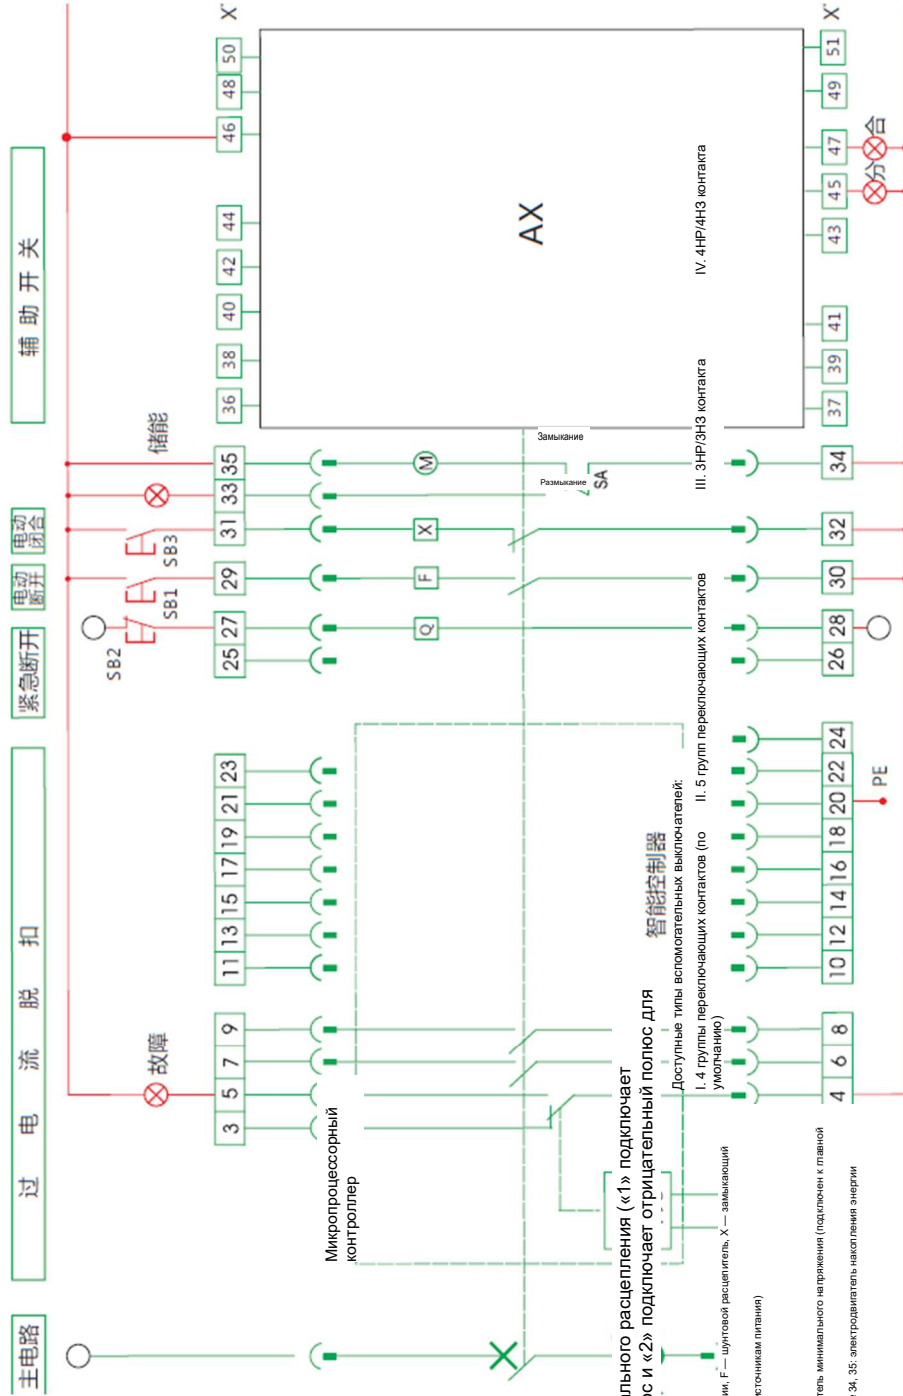 主电路
过 电 流 脱 扣
紧急断开
电动
断开
电动
闭合
辅 助 开 关
故障
SB2
SB1
SB3
储能
3 5 7 9 11 13 15 17 19 21 23 25 27 29 31 33 35 36 38 40 42 44 46 48 50
Микропроцессорный
контроллер
Q F X M
AX
Замыкание
Размыкание
SA
智能控制器
расцепления («1» подключает
и «2» подключает отрицательный полюс для
Доступные типы вспомогательных выключателей:
I. 4 группы переключающих контактов (по
умолчанию)
II. 5 групп переключающих контактов
III. 3НР/3НЗ контакта
IV. 4НР/4НЗ контакта
F — шунтовой расцепитель, X — замыкающий
источникам питания)
4 6 8 10 12 14 16 18 20 22 24 26 28 30 32 34 37 39 41 43 45 47 49 51
PE
分 合
минимального напряжения (подключен к главной
34, 35: электродвигатель накопления энергии